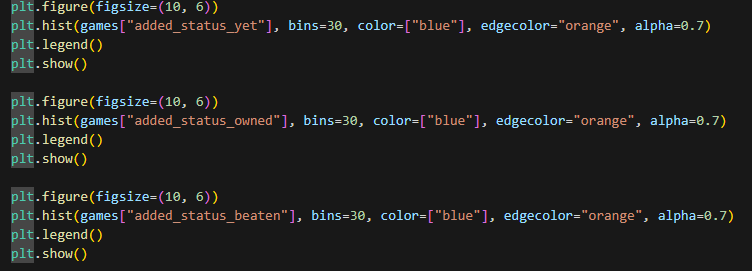 plt.figure(figsize=(10, 6))
plt.hist(games["added_status_yet"], bins=30, color=["blue"], edgecolor="orange", alpha=0.7)
plt.legend()
plt.show()
plt.figure(figsize=(10, 6))
plt.hist(games["added_status_owned"], bins=30, color=["blue"], edgecolor="orange", alpha=0.7)
plt.legend()
plt.show()
plt.figure(figsize=(10, 6))
plt.hist(games["added_status_beaten"], bins=30, color=["blue"], edgecolor="orange", alpha=0.7)
plt.legend()
plt.show()